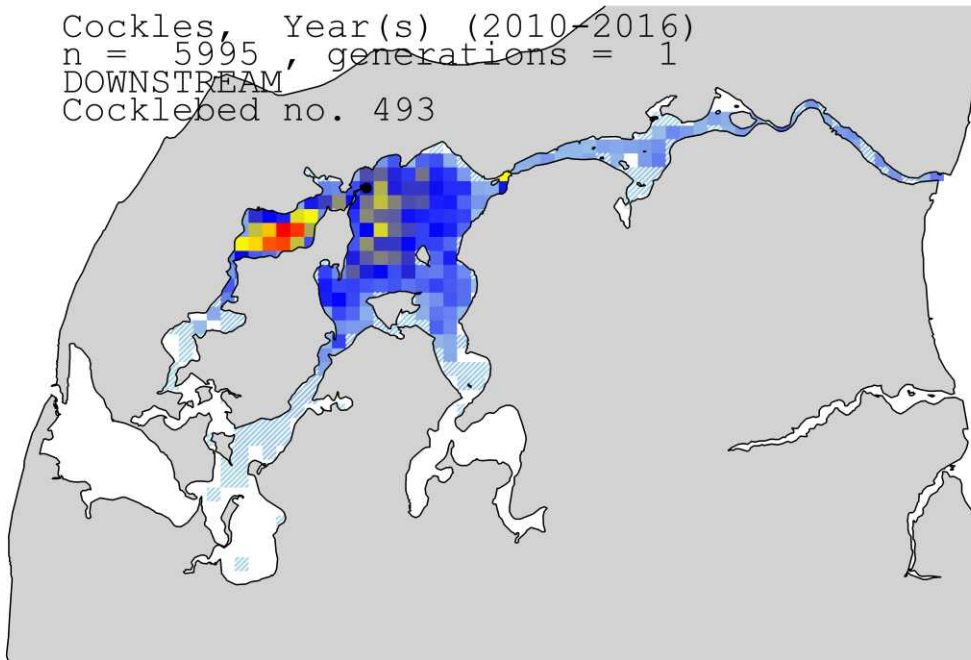 Cockles, Year(s) (2010-2016)
n = 5995 , generations = 1
DOWNSTREAM
Cocklebed no. 493